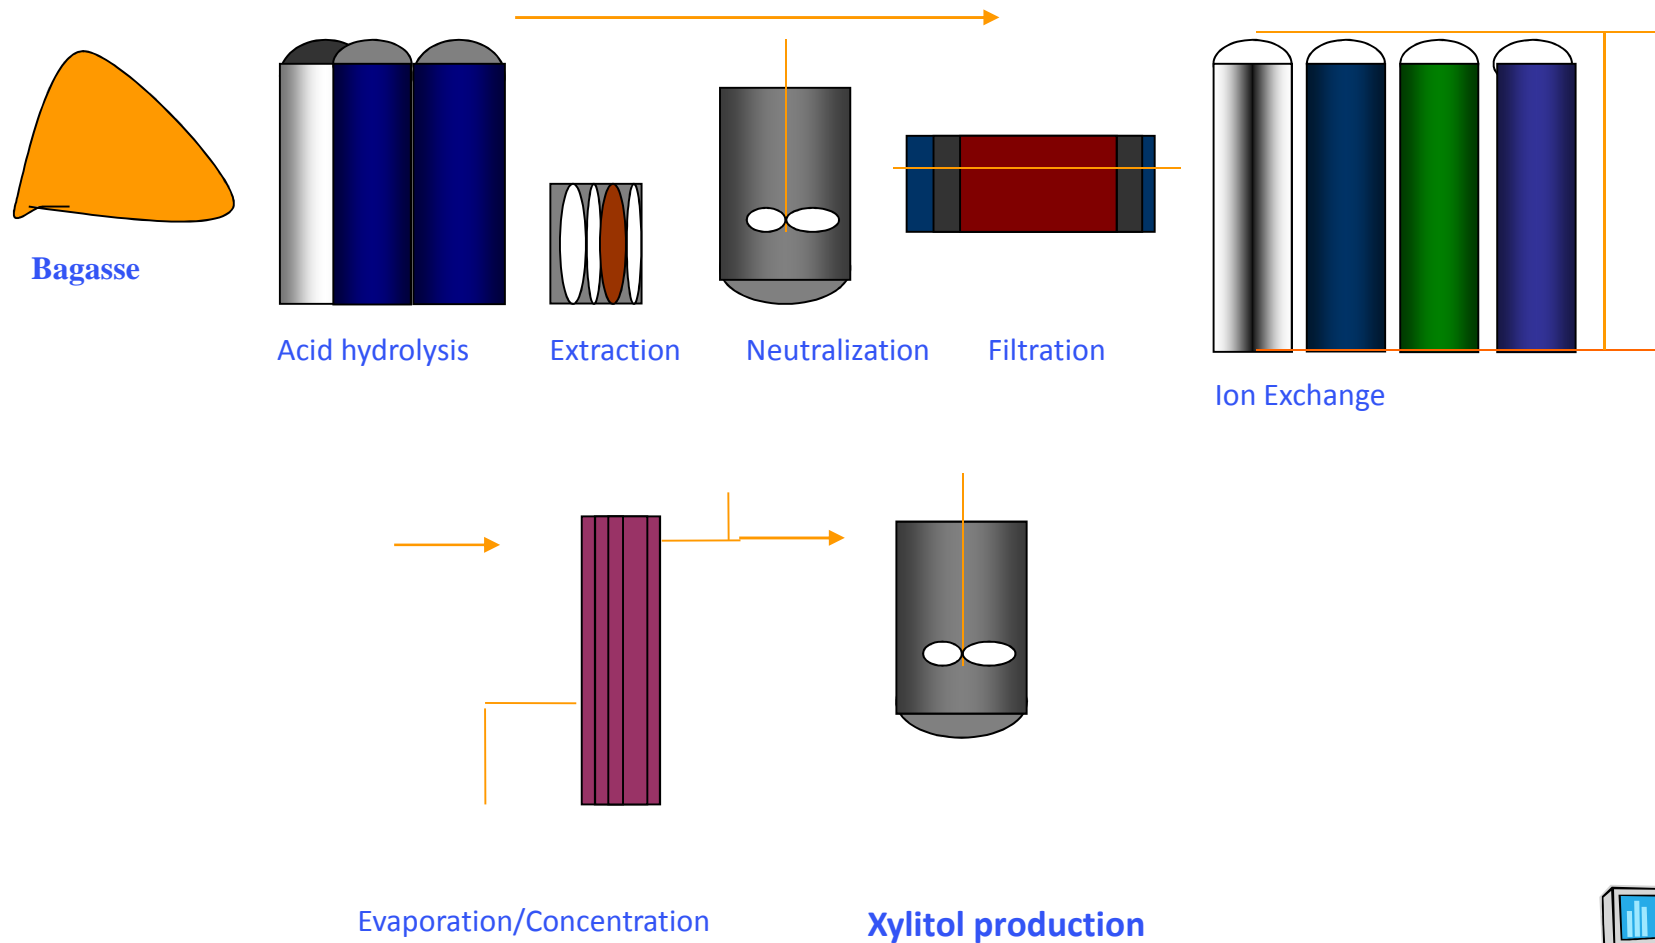 Bagasse
Acid hydrolysis
Extraction
Neutralization
Filtration
Ion Exchange
Evaporation/Concentration
Xylitol production